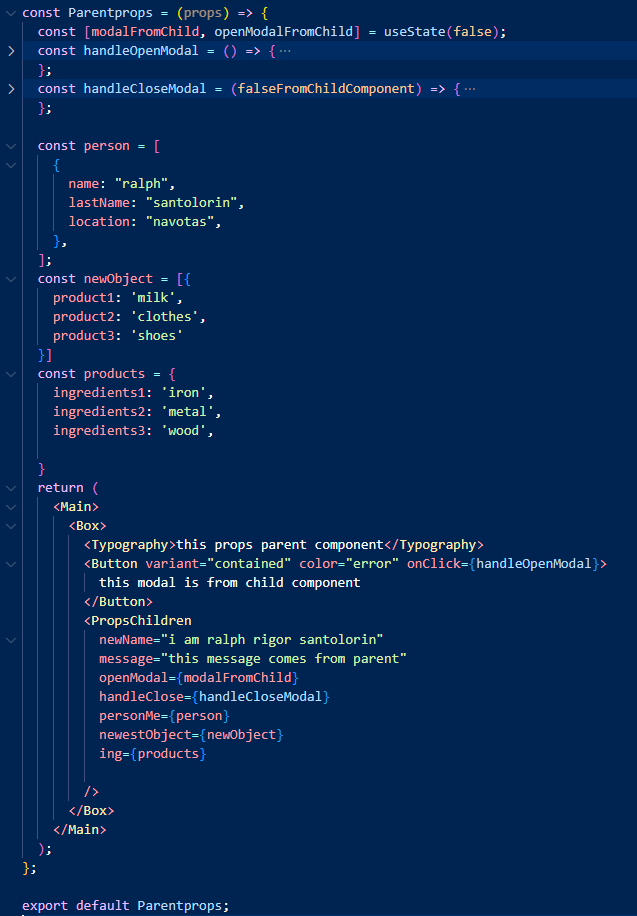 const Parentprops = (props) => {
  const [modalFromChild, openModalFromChild] = useState(false);
  const handleOpenModal = () => {···
  };
  const handleCloseModal = (falseFromChildComponent) => {···
  };

  const person = [
    {
      name: "ralph",
      lastName: "santolorin",
      location: "navotas",
    },
  ];
  const newObject = [{
    product1: 'milk',
    product2: 'clothes',
    product3: 'shoes'
  }]
  const products = {
    ingredients1: 'iron',
    ingredients2: 'metal',
    ingredients3: 'wood',

  }
  return (
    <Main>
      <Box>
        <Typography>this props parent component</Typography>
        <Button variant="contained" color="error" onClick={handleOpenModal}>
          this modal is from child component
        </Button>
        <PropsChildren
          newName="i am ralph rigor santolorin"
          message="this message comes from parent"
          openModal={modalFromChild}
          handleClose={handleCloseModal}
          personMe={person}
          newestObject={newObject}
          ing={products}

        />
      </Box>
    </Main>
  );
};

export default Parentprops;